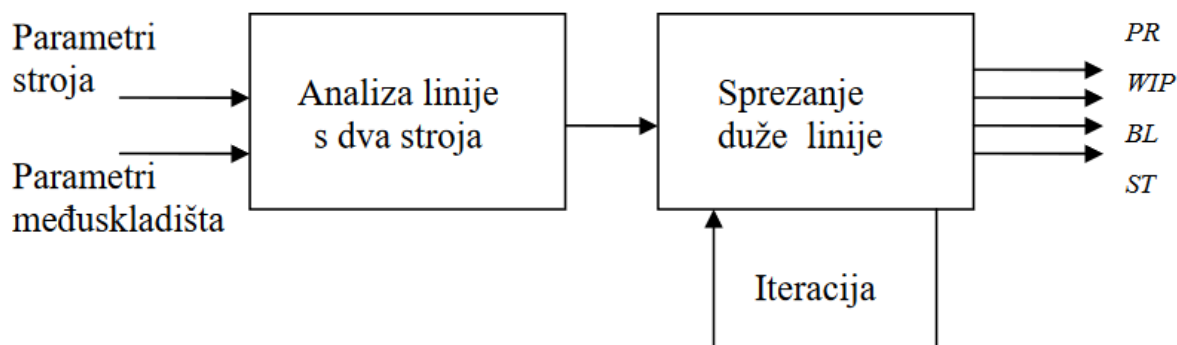 Parametri
stroja
Parametri
međuskladišta
Analiza linije
s dva stroja
Sprezanje
duže linije
Iteracija
PR
WIP
BL
ST